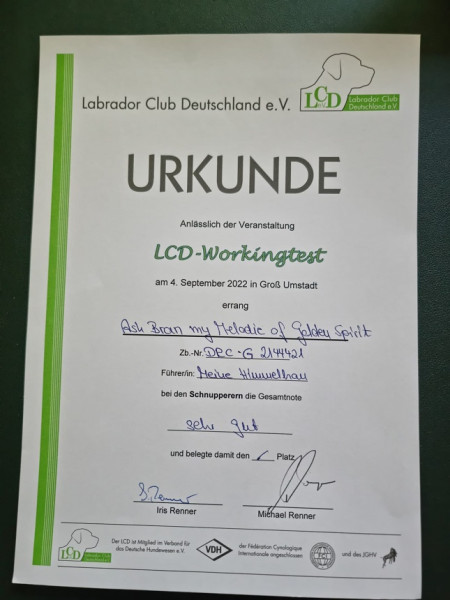 Labrador Club Deutschland e.V.
LCD
Labrador Club
Deutschland e.V.
URKUNDE
Anlässlich der Veranstaltung
LCD-Workingtest
am 4. September 2022 in Groß Umstadt
errang
Ash Bran my Melodie of Golden Spirit
Zb.-Nr. DRC-G 2144421
Führer/in:
bei den Schnupperern die Gesamtnote
sehr gut
und belegte damit den Platz
Iris Renner
Michael Renner
LCD
Der LCD ist Mitglied im Verband für
das Deutsche Hundewesen e.V.
VDH
der Fédération Cynologique
Internationale angeschlossen
FCI
und des JGHV